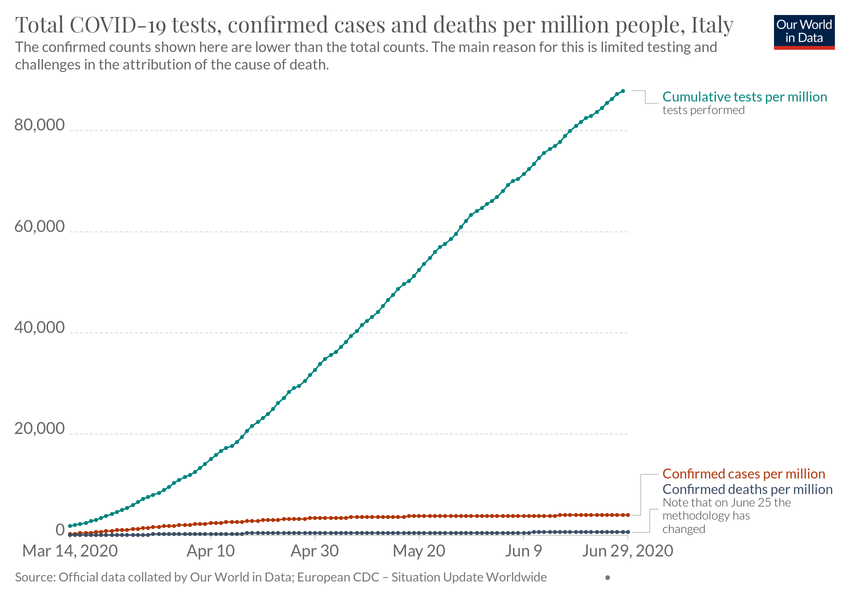 Total COVID-19 tests, confirmed cases and deaths per million people, Italy
Our World
in Data
The confirmed counts shown here are lower than the total counts. The main reason for this is limited testing and
challenges in the attribution of the cause of death.
80,000
60,000
40,000
20,000
0
Cumulative tests per million
tests performed
Confirmed cases per million
Confirmed deaths per million
Note that on June 25 the
methodology has
changed
Mar 14, 2020 Apr 10 Apr 30 May 20 Jun 9 Jun 29, 2020
Source: Official data collated by Our World in Data; European CDC – Situation Update Worldwide •